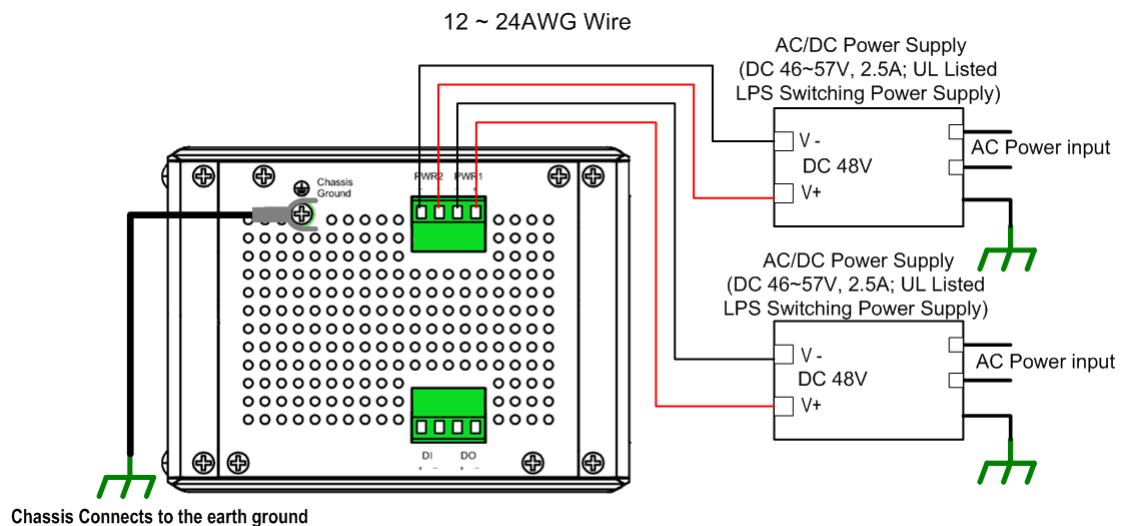 12 ~ 24AWG Wire
AC/DC Power Supply
(DC 46~57V, 2.5A; UL Listed
LPS Switching Power Supply)
V -
DC 48V
V+
AC Power input
Chassis
Ground
PWR2 PWR1
- +
AC/DC Power Supply
(DC 46~57V, 2.5A; UL Listed
LPS Switching Power Supply)
V -
DC 48V
V+
AC Power input
DI DO
+ - + -
Chassis Connects to the earth ground